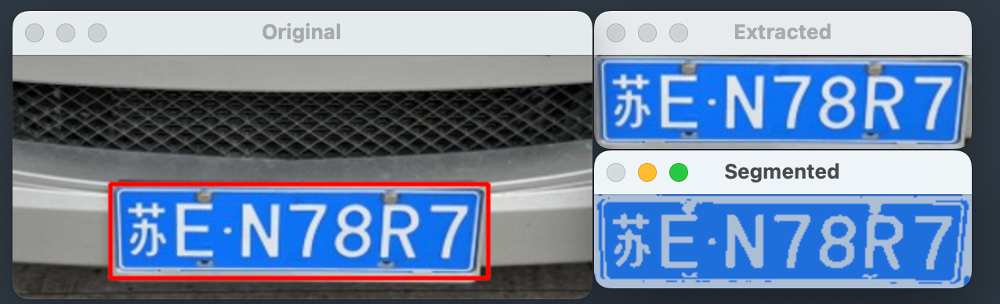 Original
苏E·N78R7
Extracted
苏E·N78R7
Segmented
苏E·N78R7